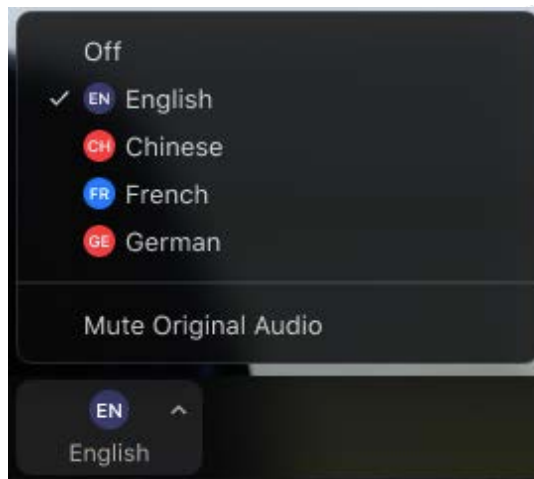 Off
EN English
CH Chinese
FR French
GE German
Mute Original Audio
EN
English